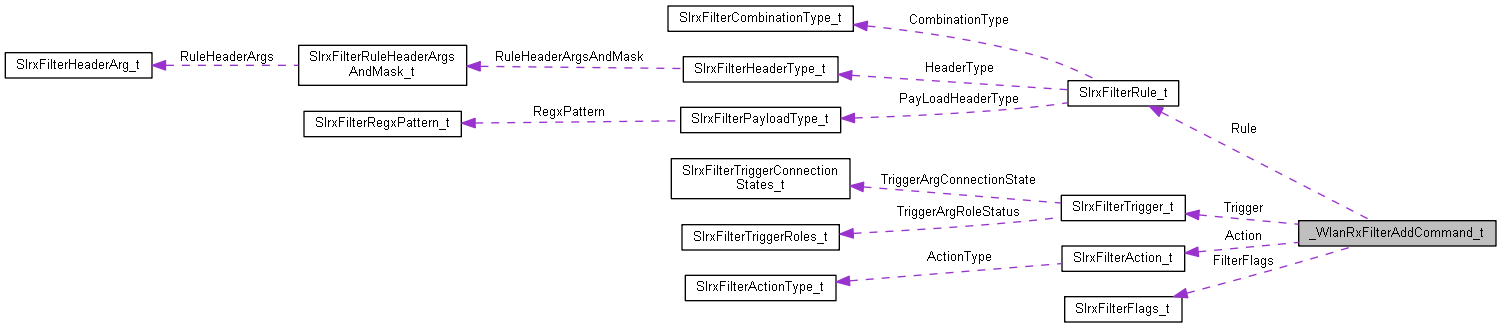 SlrxFilterCombinationType_t
CombinationType
SlrxFilterHeaderArg_t
RuleHeaderArgs
SlrxFilterRuleHeaderArgs
AndMask_t
RuleHeaderArgsAndMask
SlrxFilterHeaderType_t
HeaderType
SlrxFilterRule_t
PayLoadHeaderType
SlrxFilterRegxPattern_t
RegxPattern
SlrxFilterPayloadType_t
Rule
SlrxFilterTriggerConnection
States_t
TriggerArgConnectionState
SlrxFilterTrigger_t
Trigger
TriggerArgRoleStatus
SlrxFilterTriggerRoles_t
_WlanRxFilterAddCommand_t
Action
ActionType
SlrxFilterAction_t
FilterFlags
SlrxFilterActionType_t
SlrxFilterFlags_t